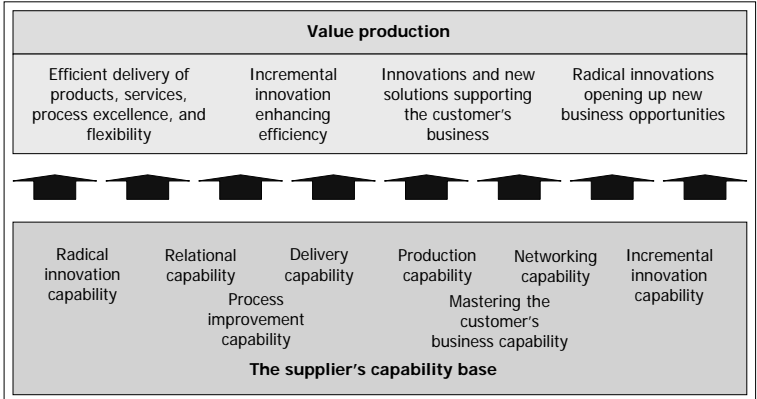 Value production
Efficient delivery of
products, services,
process excellence, and
flexibility
Incremental
innovation
enhancing
efficiency
Innovations and new
solutions supporting
the customer's
business
Radical innovations
opening up new
business opportunities
Radical
innovation
capability
Relational
capability
Delivery
capability
Production
capability
Networking
capability
Incremental
innovation
capability
Process
improvement
capability
Mastering the
customer's
business capability
The supplier's capability base